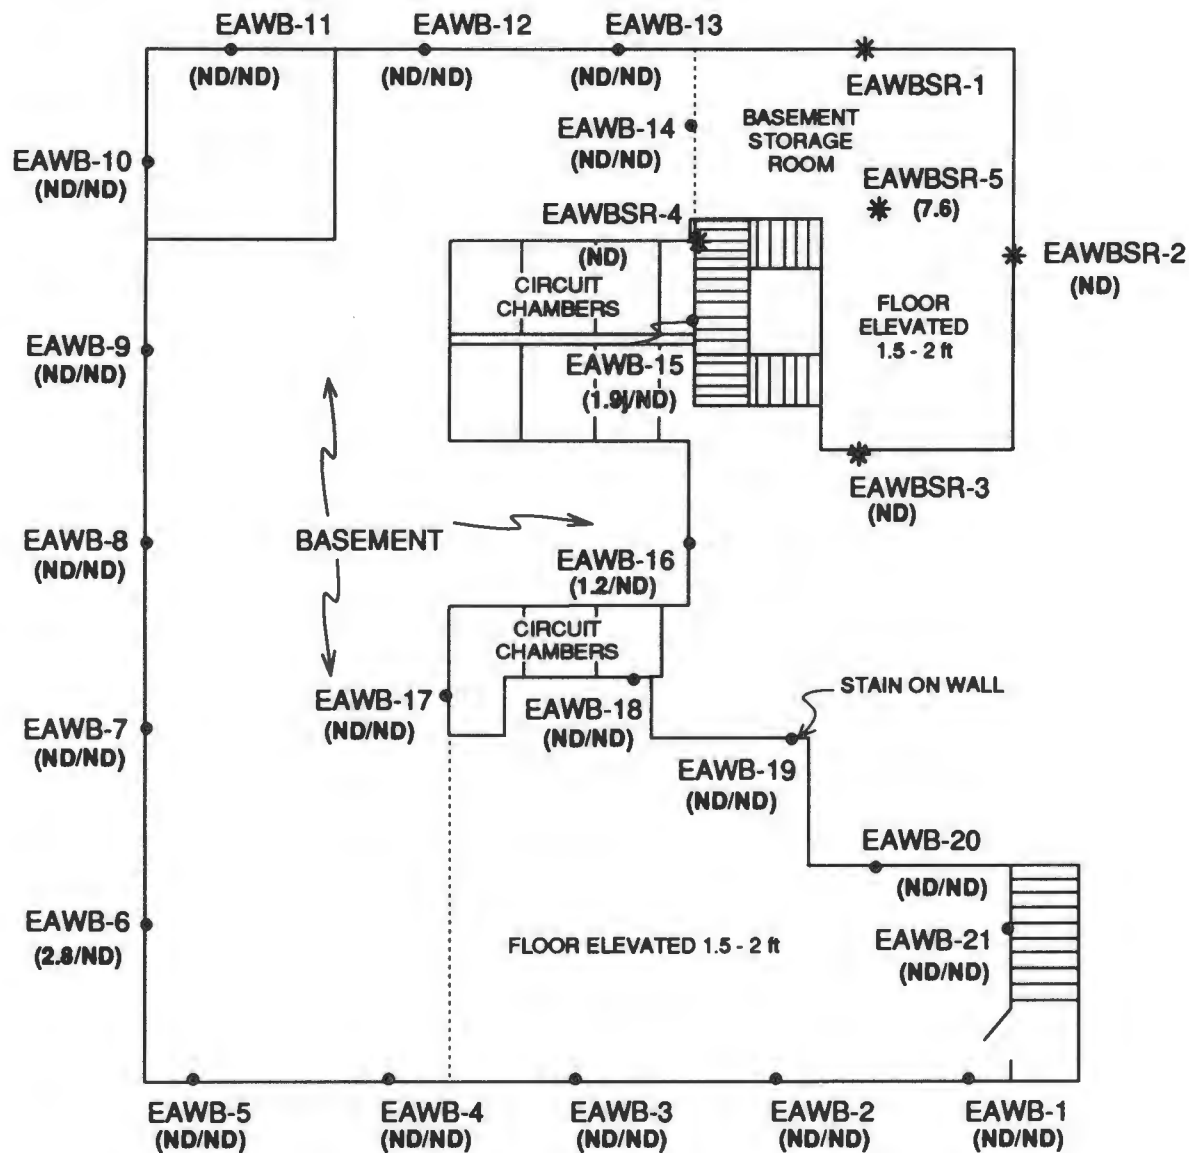 EAWB-11
(ND/ND)
EAWB-12
(ND/ND)
EAWB-13
(ND/ND)
EAWBSR-1
EAWB-14
(ND/ND)
BASEMENT
STORAGE
ROOM
EAWB-10
(ND/ND)
EAWBSR-5
(7.6)
EAWBSR-4
(ND)
EAWBSR-2
(ND)
CIRCUIT
CHAMBERS
FLOOR
ELEVATED
1.5 - 2 ft
EAWB-9
(ND/ND)
EAWB-15
(1.9j/ND)
EAWBSR-3
(ND)
EAWB-8
(ND/ND)
BASEMENT
EAWB-16
(1.2/ND)
CIRCUIT
CHAMBERS
EAWB-17
(ND/ND)
EAWB-18
(ND/ND)
STAIN ON WALL
EAWB-7
(ND/ND)
EAWB-19
(ND/ND)
EAWB-20
(ND/ND)
EAWB-6
(2.8/ND)
FLOOR ELEVATED 1.5 - 2 ft
EAWB-21
(ND/ND)
EAWB-5
(ND/ND)
EAWB-4
(ND/ND)
EAWB-3
(ND/ND)
EAWB-2
(ND/ND)
EAWB-1
(ND/ND)